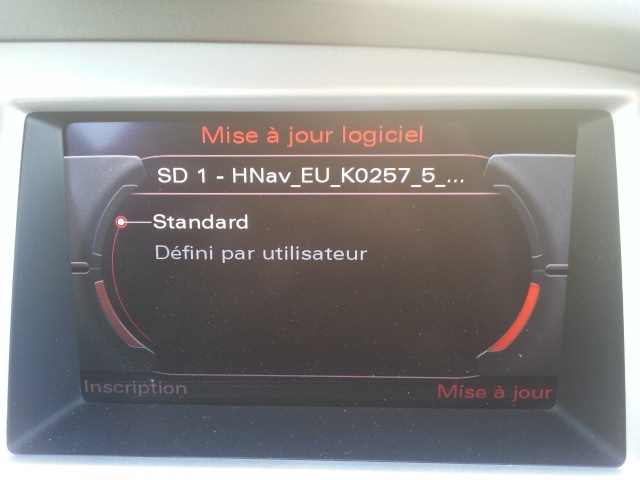 Mise à jour logiciel
SD 1 - HNav_EU_K0257_5_...
Standard
Défini par utilisateur
Inscription
Mise à jour